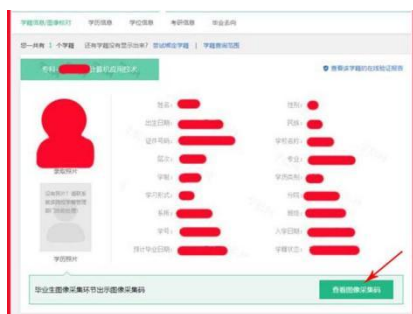 学籍信息/图像校对 学历信息 学位信息 考研信息 毕业去向
您一共有 1 个学籍 还有学籍没有显示出来？尝试绑定学籍 | 学籍查询范围
专科 计算机应用技术 查看该学籍的在线验证报告
姓名： 性别：
出生日期： 民族：
证件号码： 学校名称：
层次： 专业：
学制： 学历类别：
学习形式： 分院：
系所： 班级：
学号： 入学日期：
预计毕业日期： 学籍状态：
录取照片
没有照片？
学历照片
毕业生图像采集环节出示图像采集码 查看图像采集码